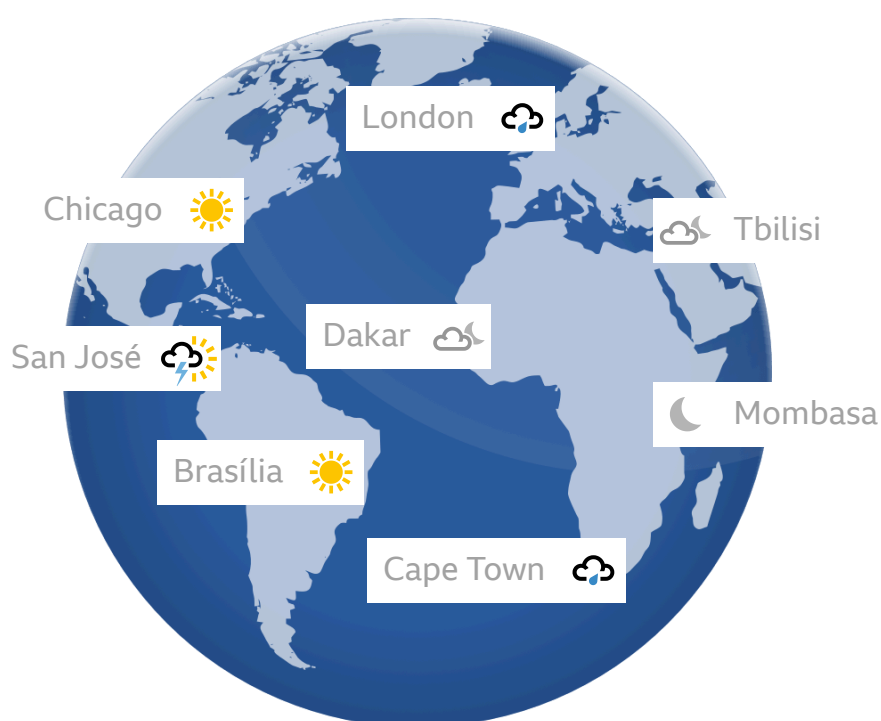 London
Chicago
Tbilisi
Dakar
San José
Mombasa
Brasília
Cape Town